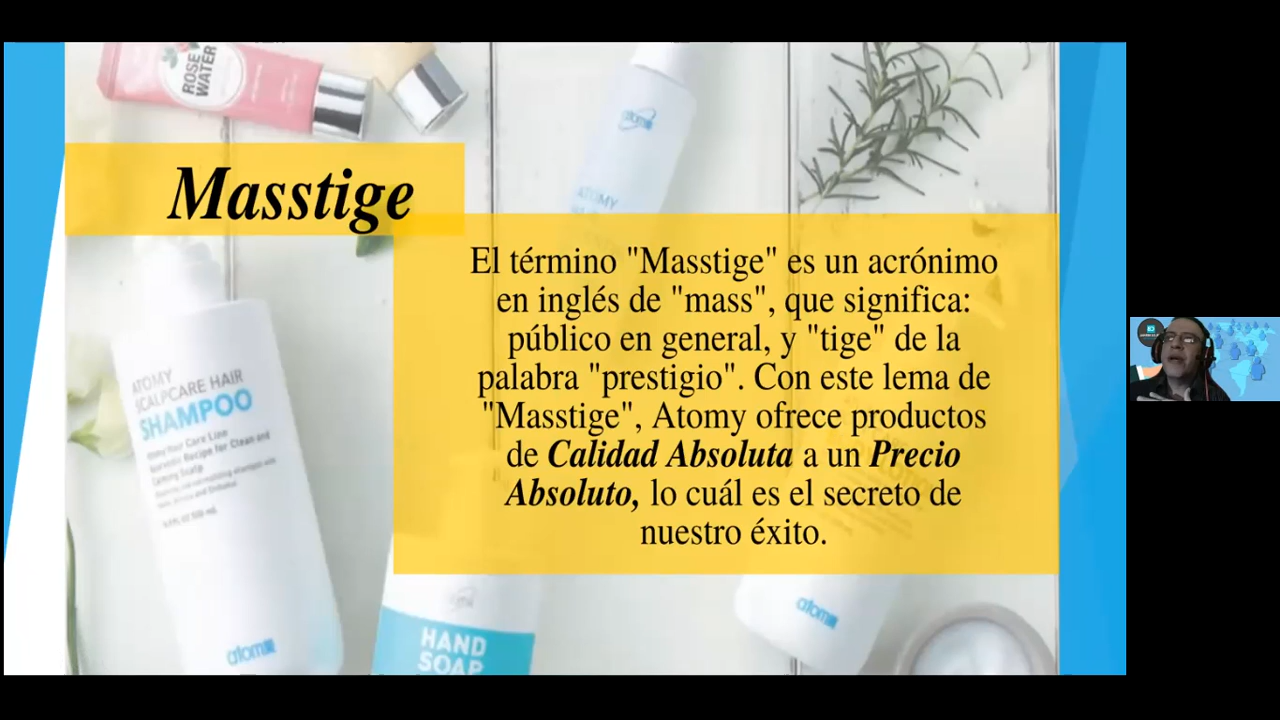 ROSE
WATER
Masstige
El término "Masstige" es un acrónimo
en inglés de "mass", que significa:
público en general, y "tige" de la
palabra "prestigio". Con este lema de
"Masstige", Atomy ofrece productos
de Calidad Absoluta a un Precio
Absoluto, lo cuál es el secreto de
nuestro éxito.
ATOMY
ATOMY
SCALPCARE HAIR
SHAMPOO
HAND
SOAP